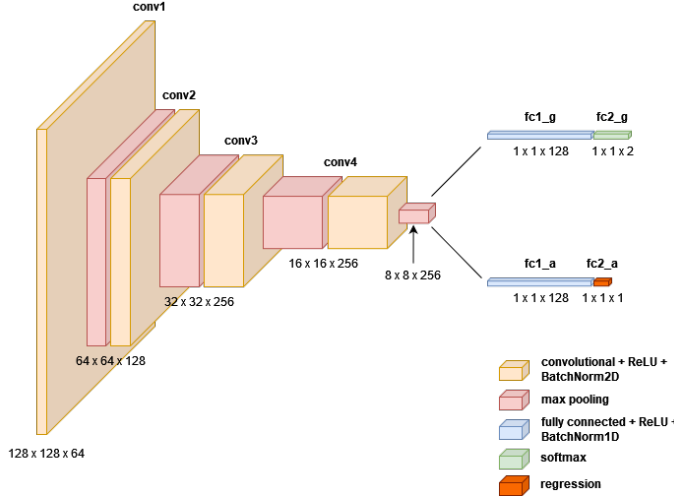 conv1
conv2
conv3
conv4
fc1_g
fc2_g
1 x 1 x 128
1 x 1 x 2
16 x 16 x 256
8 x 8 x 256
fc1_a
fc2_a
1 x 1 x 128
1 x 1 x 1
32 x 32 x 256
64 x 64 x 128
128 x 128 x 64
convolutional + ReLU +
BatchNorm2D
max pooling
fully connected + ReLU +
BatchNorm1D
softmax
regression